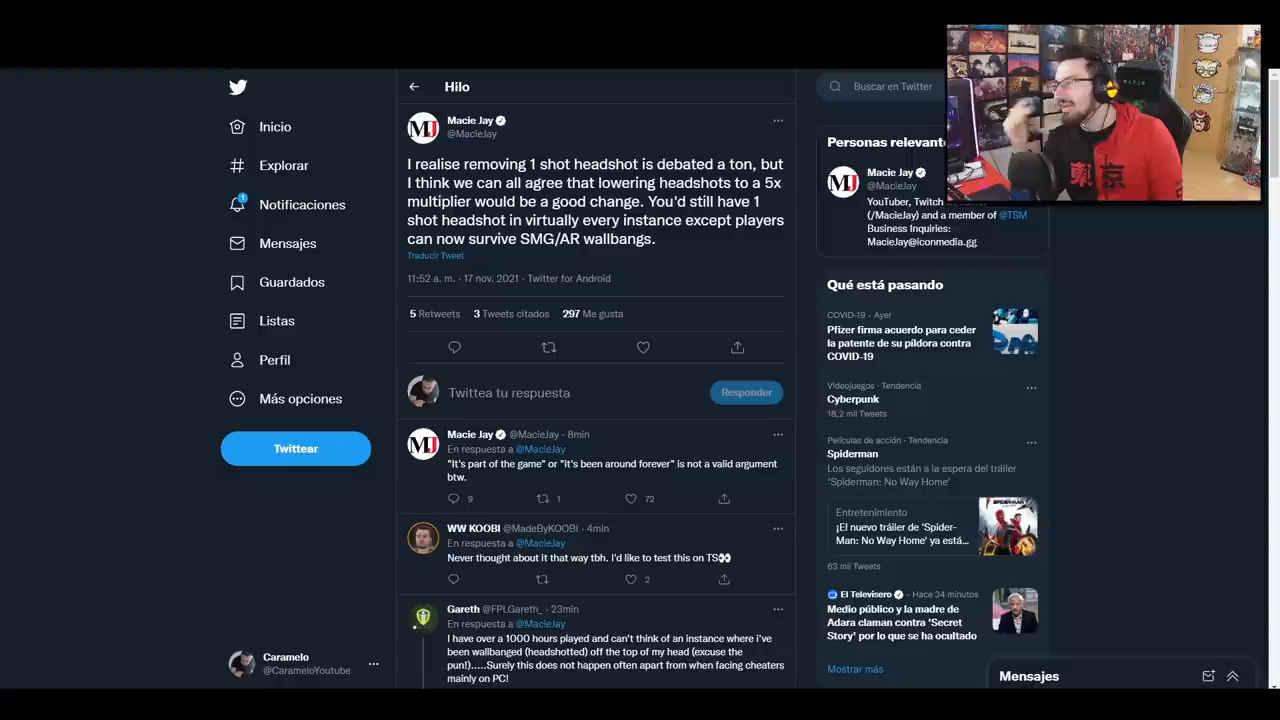 Inicio
Explorar
Notificaciones
1
Mensajes
Guardados
Listas
Perfil
Más opciones
Twittear
Caramelo
@CarameloYoutube
Hilo
MJ
Macie Jay
@MacieJay
I realise removing 1 shot headshot is debated a ton, but
I think we can all agree that lowering headshots to a 5x
multiplier would be a good change. You'd still have 1
shot headshot in virtually every instance except players
can now survive SMG/AR wallbangs.
Traducir Tweet
11:52 a. m. · 17 nov. 2021 · Twitter for Android
5 Retweets 3 Tweets citados 297 Me gusta
Twittea tu respuesta
Responder
MJ
Macie Jay @MacieJay · 8min
En respuesta a @MacieJay
"It's part of the game" or "it's been around forever" is not a valid argument
btw.
9 1 72
WW KOOBI @MadeByKOOBI · 4min
En respuesta a @MacieJay
Never thought about it that way tbh. I'd like to test this on TS👀
2
Gareth @FPLGareth_ · 23min
En respuesta a @MacieJay
I have over a 1000 hours played and can't think of an instance where i've
been wallbanged (headshotted) off the top of my head (excuse the
pun!).....Surely this does not happen often apart from when facing cheaters
mainly on PC!
Buscar en Twitter
Personas relevant
MJ
Macie Jay
@MacieJay
YouTuber, Twitch
(/MacieJay) and a member of @TSM
Business Inquiries:
MacieJay@iconmedia.gg
東京
Qué está pasando
COVID-19 · Ayer
Pfizer firma acuerdo para ceder
la patente de su píldora contra
COVID-19
Videojuegos · Tendencia
Cyberpunk
18,2 mil Tweets
Películas de acción · Tendencia
Spiderman
Los seguidores están a la espera del tráiler
'Spiderman: No Way Home'
Entretenimiento
¡El nuevo tráiler de 'Spider-
Man: No Way Home' ya está...
63 mil Tweets
El Televisero · Hace 34 minutos
Medio público y la madre de
Adara claman contra 'Secret
Story' por lo que se ha ocultado
Mostrar más
Mensajes